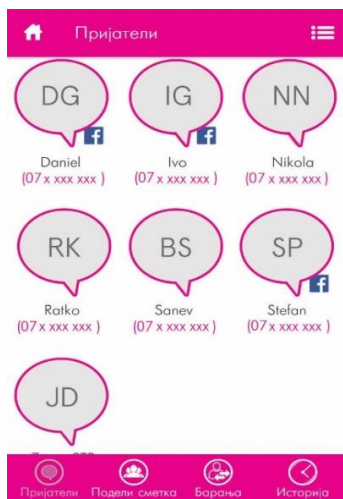 Пријатели
DG IG NN
Daniel Ivo Nikola
(07 x xxx xxx ) (07 x xxx xxx ) (07 x xxx xxx )
RK BS SP
Ratko Sanev Stefan
(07 x xxx xxx ) (07 x xxx xxx ) (07 x xxx xxx )
JD
Пријатели Подели сметка Барања Историја